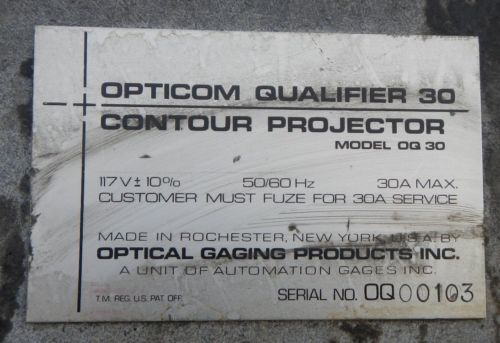 OPTICOM QUALIFIER 30
CONTOUR PROJECTOR
MODEL OQ 30
117V ± 10% 50/60 Hz 30A MAX.
CUSTOMER MUST FUZE FOR 30A SERVICE
MADE IN ROCHESTER, NEW YORK, U.S.A. BY
OPTICAL GAGING PRODUCTS INC.
A UNIT OF AUTOMATION GAGES INC.
T.M. REG. U.S. PAT. OFF. SERIAL NO. OQ00103